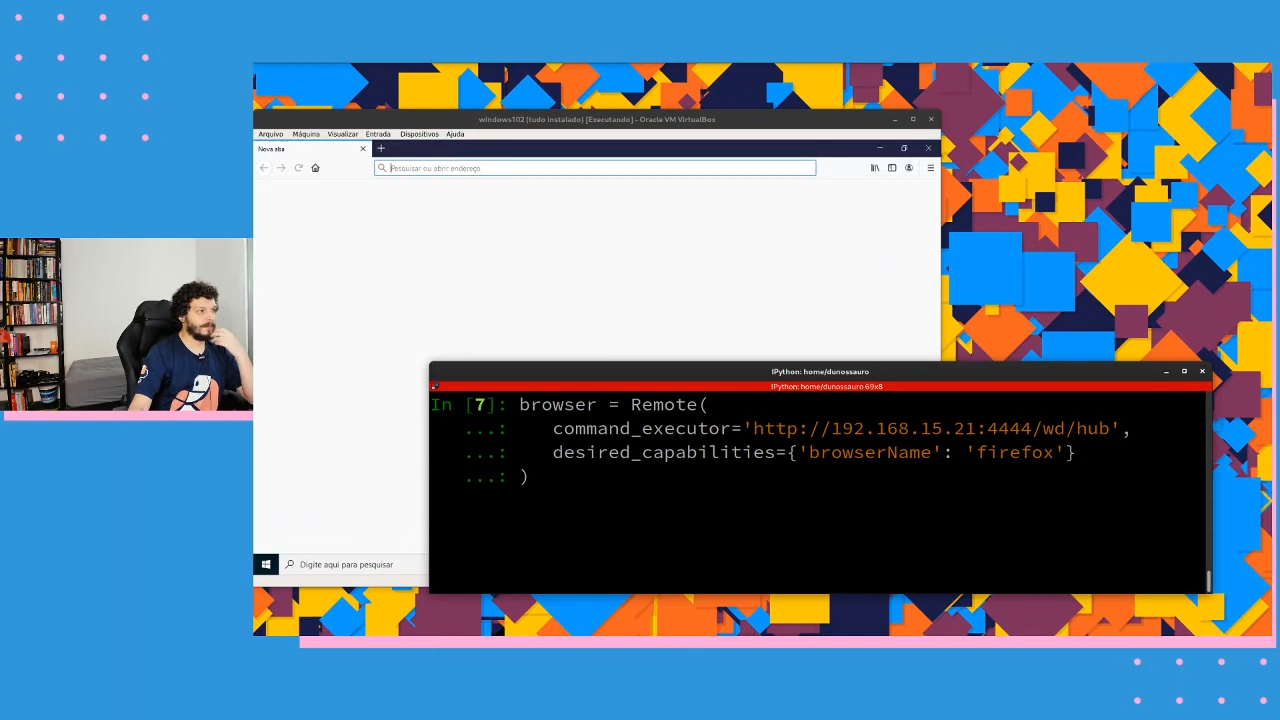 windows102 (tudo instalado) [Executando] - Oracle VM VirtualBox
Arquivo Máquina Visualizar Entrada Dispositivos Ajuda
Nova aba
Pesquisar ou abrir endereço
Digite aqui para pesquisar
IPython: home/dunossauro
IPython: home/dunossauro 69x8
In [7]: browser = Remote(
...: command_executor='http://192.168.15.21:4444/wd/hub',
...: desired_capabilities={'browserName': 'firefox'}
...: )